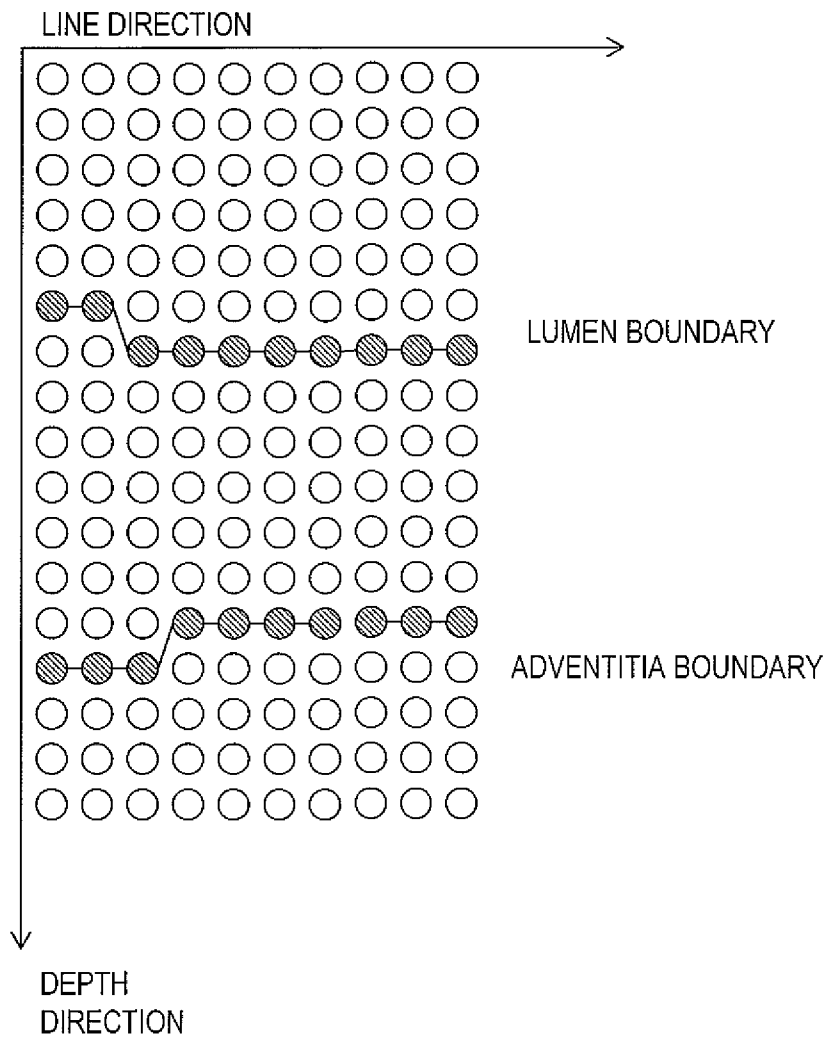 LINE DIRECTION
LUMEN BOUNDARY
ADVENTITIA BOUNDARY
DEPTH
DIRECTION